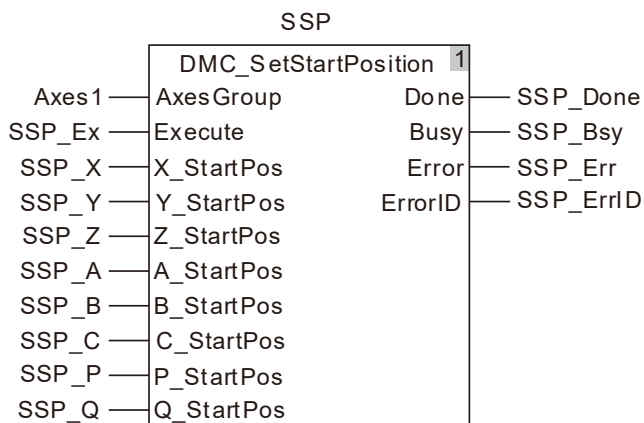 SSP
DMC_SetStartPosition 1
Axes1 AxesGroup Done SSP_Done
SSP_Ex Execute Busy SSP_Bsy
SSP_X X_StartPos Error SSP_Err
SSP_Y Y_StartPos ErrorID SSP_ErrID
SSP_Z Z_StartPos
SSP_A A_StartPos
SSP_B B_StartPos
SSP_C C_StartPos
SSP_P P_StartPos
SSP_Q Q_StartPos